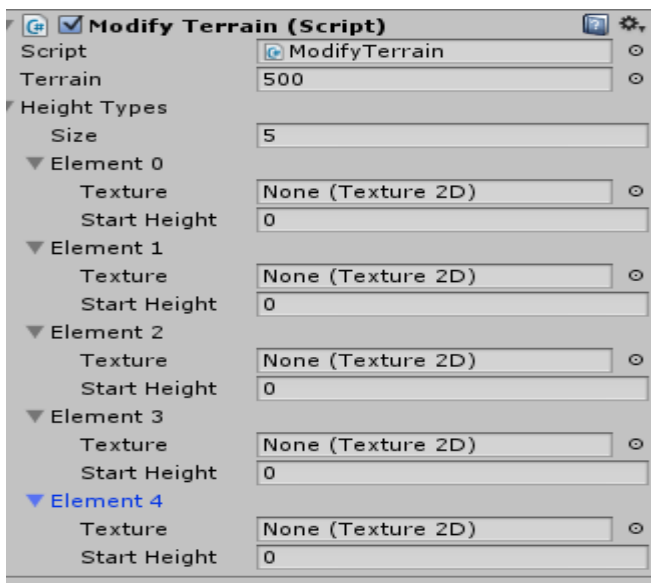 Modify Terrain (Script)
Script ModifyTerrain
Terrain 500
Height Types
Size 5
Element 0
Texture None (Texture 2D)
Start Height 0
Element 1
Texture None (Texture 2D)
Start Height 0
Element 2
Texture None (Texture 2D)
Start Height 0
Element 3
Texture None (Texture 2D)
Start Height 0
Element 4
Texture None (Texture 2D)
Start Height 0